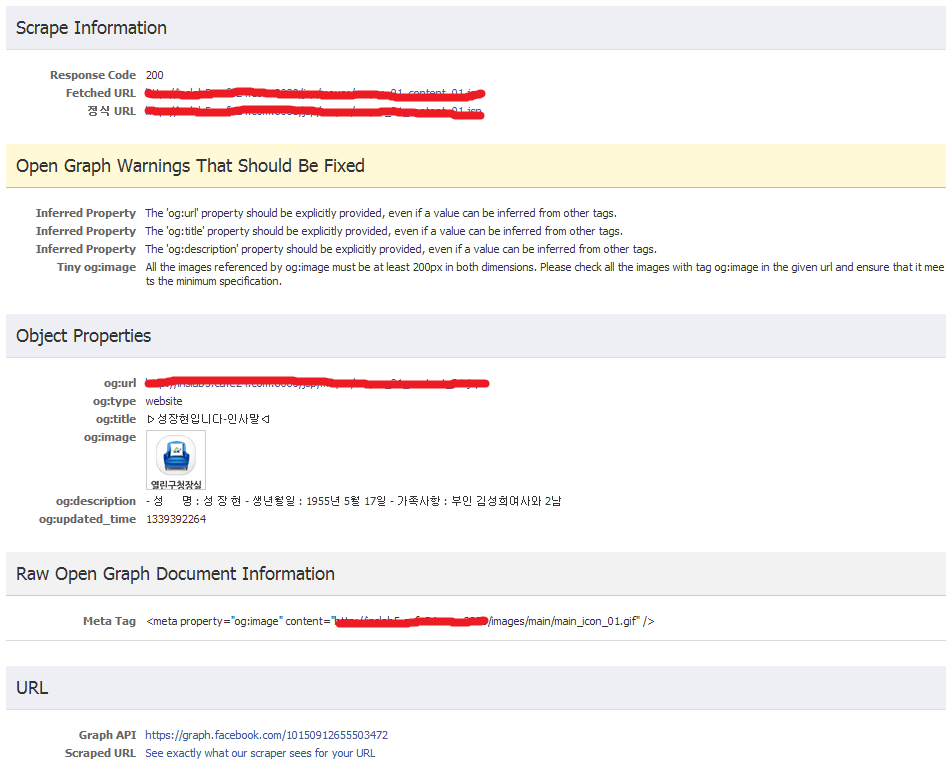 Scrape Information
Response Code 200
Fetched URL
정식 URL
Open Graph Warnings That Should Be Fixed
Inferred Property The 'og:url' property should be explicitly provided, even if a value can be inferred from other tags.
Inferred Property The 'og:title' property should be explicitly provided, even if a value can be inferred from other tags.
Inferred Property The 'og:description' property should be explicitly provided, even if a value can be inferred from other tags.
Tiny og:image All the images referenced by og:image must be at least 200px in both dimensions. Please check all the images with tag og:image in the given url and ensure that it mee
ts the minimum specification.
Object Properties
og:url
og:type website
og:title ▷성장현입니다-인사말◁
og:image
열린구청장실
og:description - 성 명 : 성 장 현 - 생년월일 : 1955년 5월 17일 - 가족사항 : 부인 김성희여사와 2남
og:updated_time 1339392264
Raw Open Graph Document Information
Meta Tag <meta property="og:image" content="/images/main/main_icon_01.gif" />
URL
Graph API https://graph.facebook.com/10150912655503472
Scraped URL See exactly what our scraper sees for your URL